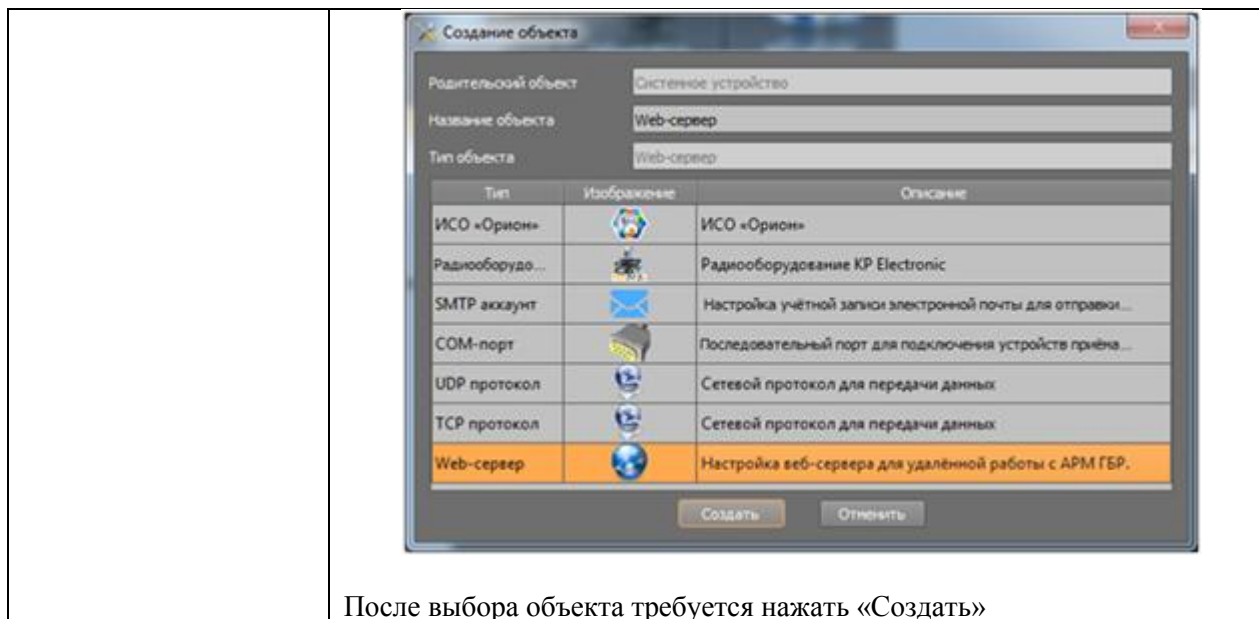 Создание объекта
Родительский объект Системное устройство
Название объекта Web-сервер
Тип объекта Web-сервер
Тип Изображение Описание
ИСО «Орион» ИСО «Орион»
Радиооборудо... Радиооборудование KP Electronic
SMTP аккаунт Настройка учётной записи электронной почты для отправки...
COM-порт Последовательный порт для подключения устройств приёма...
UDP протокол Сетевой протокол для передачи данных
TCP протокол Сетевой протокол для передачи данных
Web-сервер Настройка веб-сервера для удалённой работы с АРМ ГБР.
Создать Отменить
После выбора объекта требуется нажать «Создать»